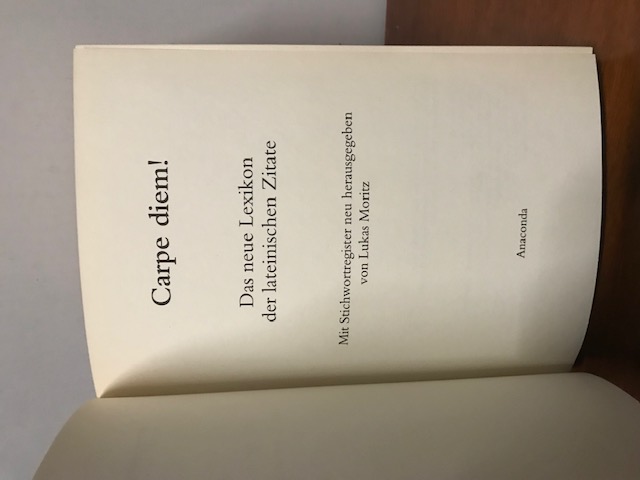 Carpe diem!
Das neue Lexikon
der lateinischen Zitate
Mit Stichwortregister neu herausgegeben
von Lukas Moritz
Anaconda